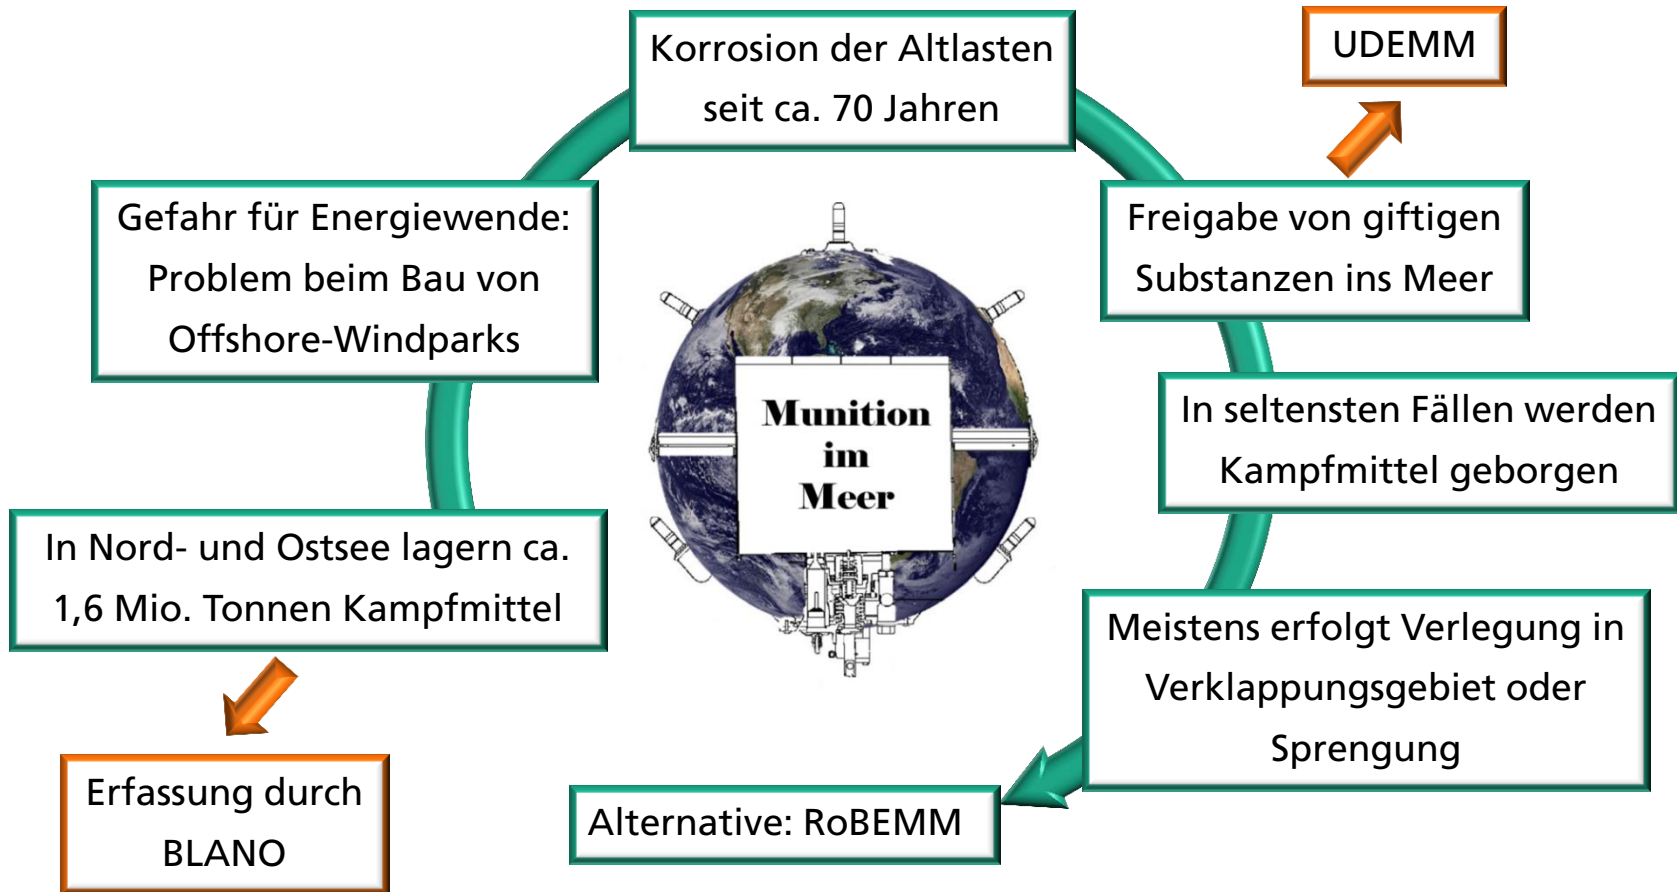 Korrosion der Altlasten
seit ca. 70 Jahren
UDEMM
Gefahr für Energiewende:
Problem beim Bau von
Offshore-Windparks
Freigabe von giftigen
Substanzen ins Meer
Munition
im
Meer
In seltensten Fällen werden
Kampfmittel geborgen
In Nord- und Ostsee lagern ca.
1,6 Mio. Tonnen Kampfmittel
Meistens erfolgt Verlegung in
Verklappungsgebiet oder
Sprengung
Erfassung durch
BLANO
Alternative: RoBEMM